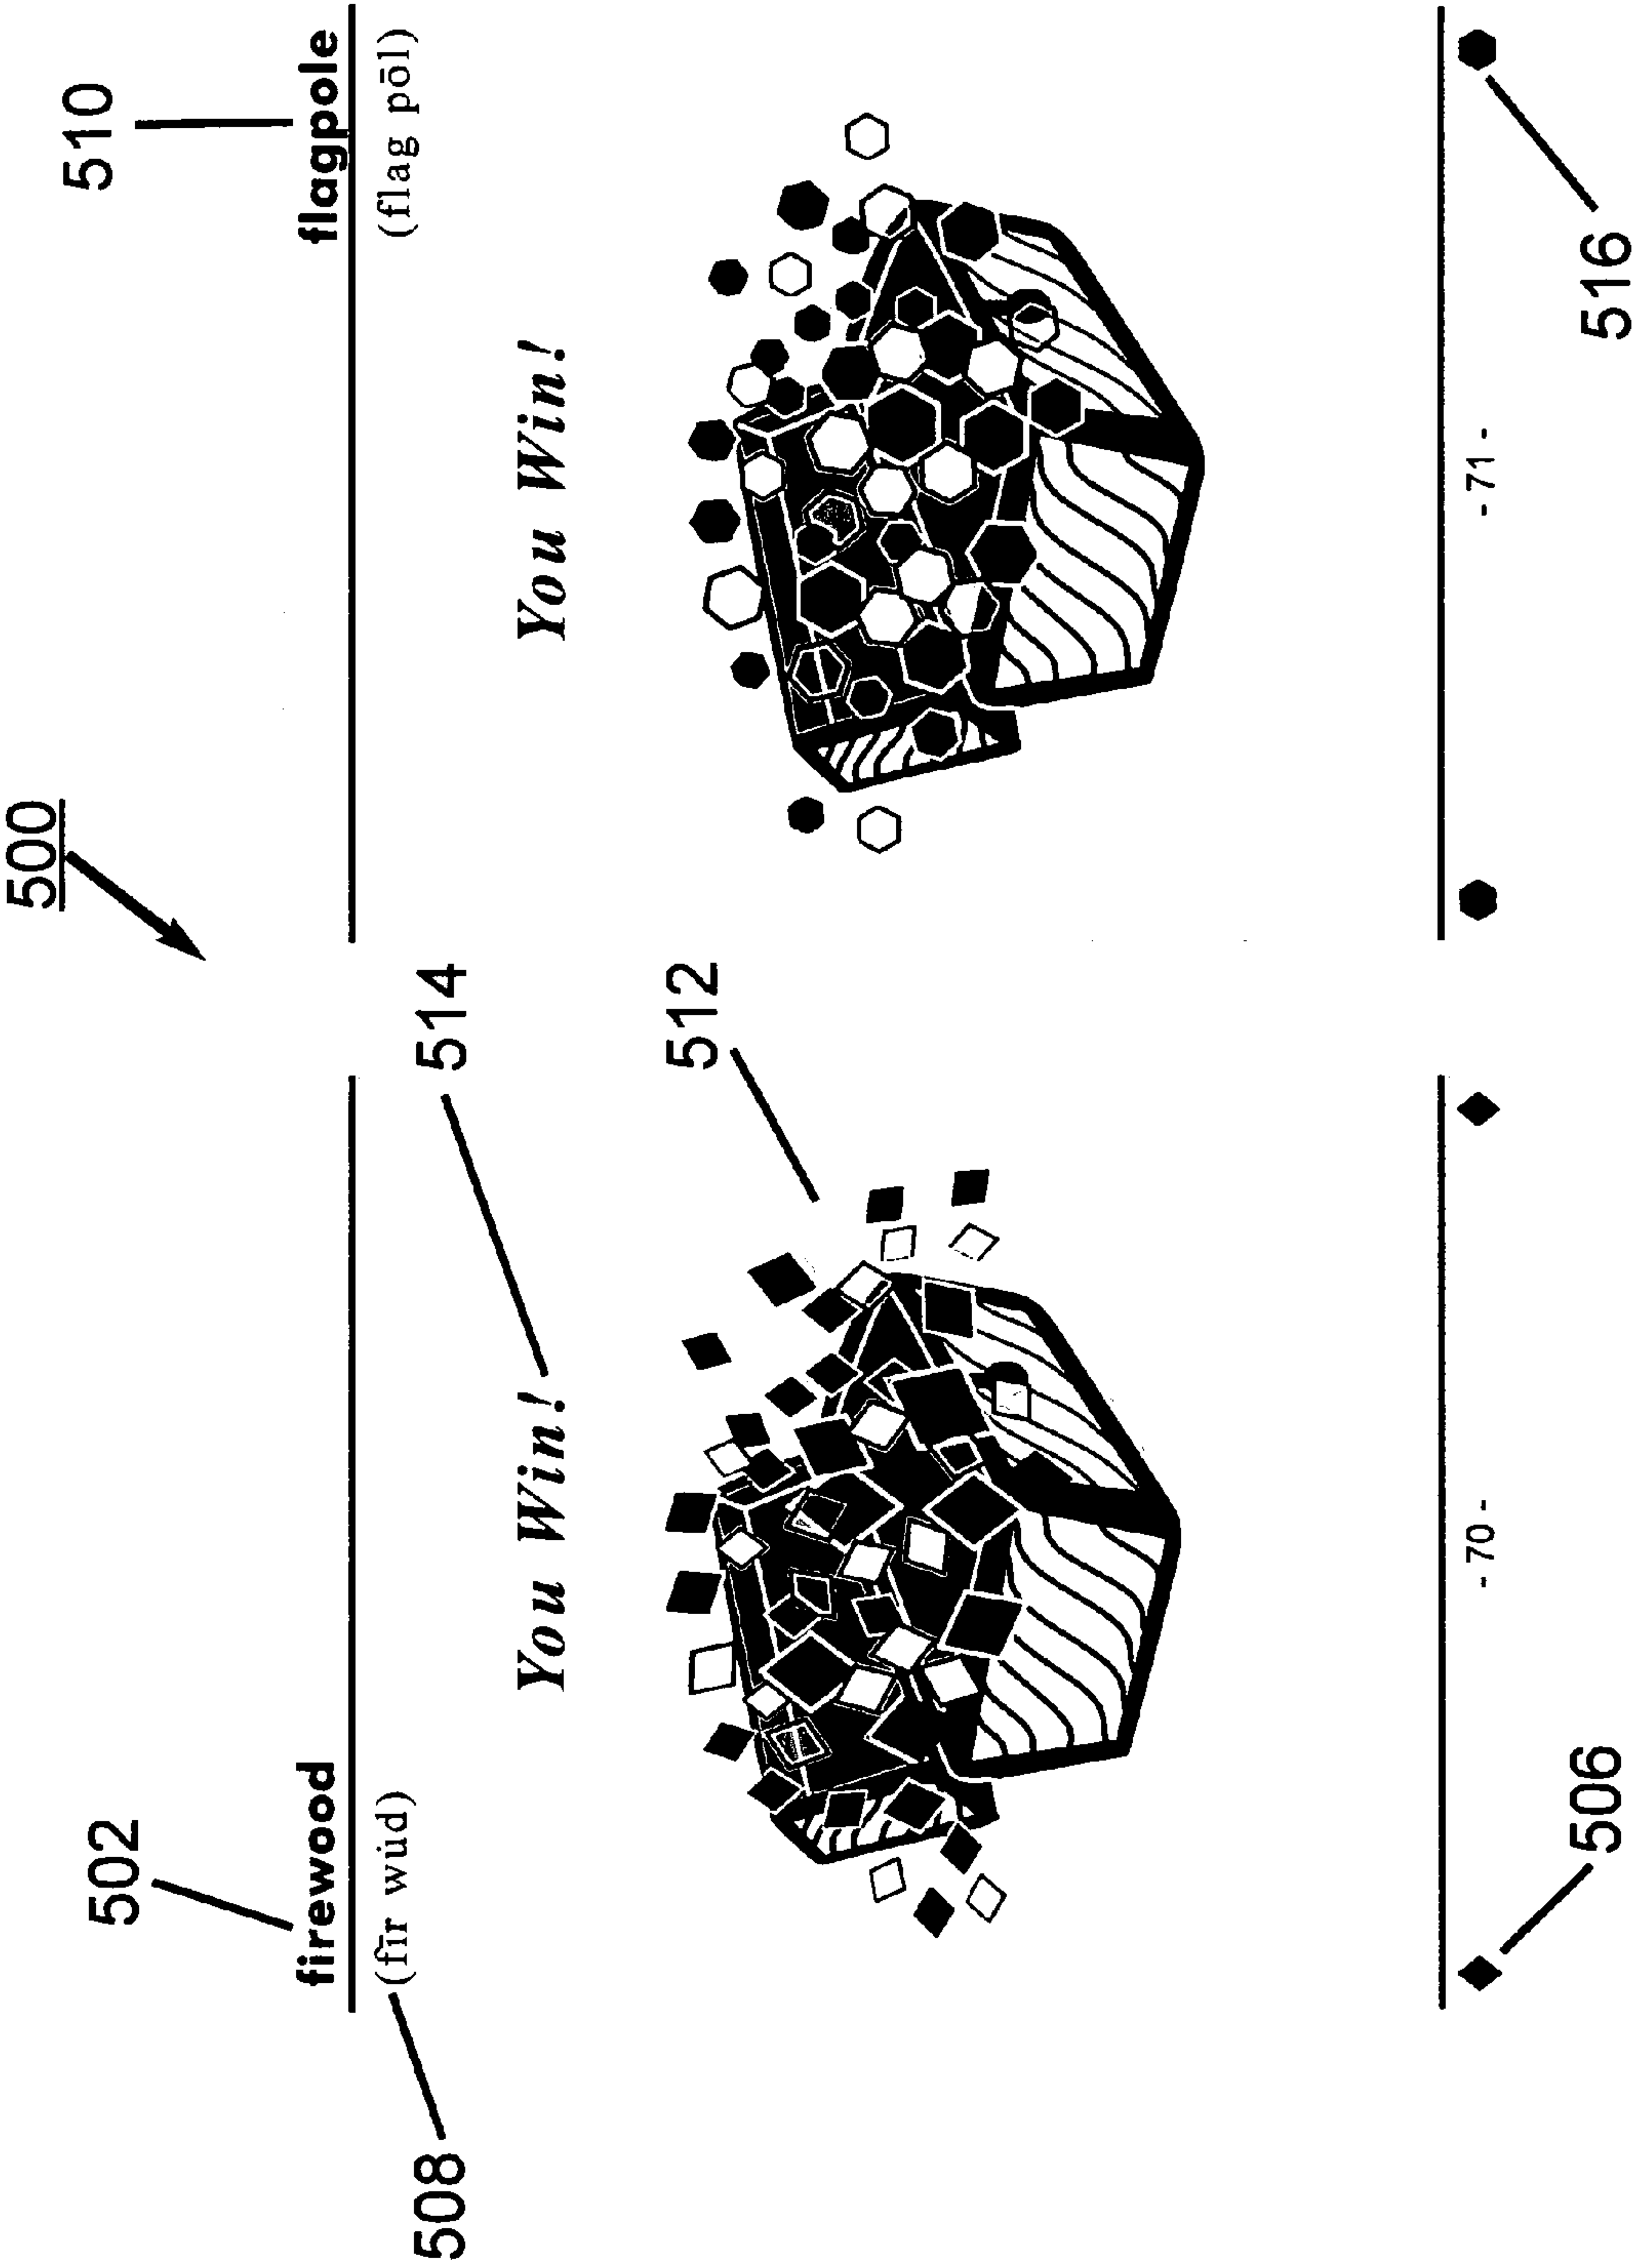 500
502
510
firewood
flagpole
508
(fīr wu̇d)
514
(flag pōl)
You Win!
You Win!
512
- 70 -
- 71 -
506
516